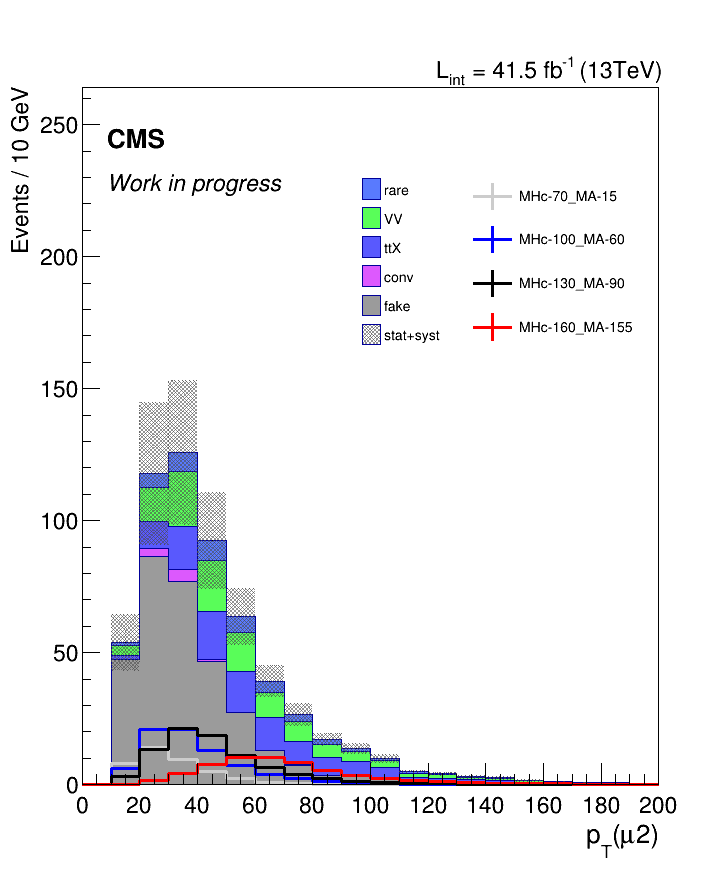 L_int = 41.5 fb^-1 (13TeV)
Events / 10 GeV
CMS
Work in progress
rare
VV
ttX
conv
fake
stat+syst
MHc-70_MA-15
MHc-100_MA-60
MHc-130_MA-90
MHc-160_MA-155
250
200
150
100
50
0
0 20 40 60 80 100 120 140 160 180 200
p_T(μ2)